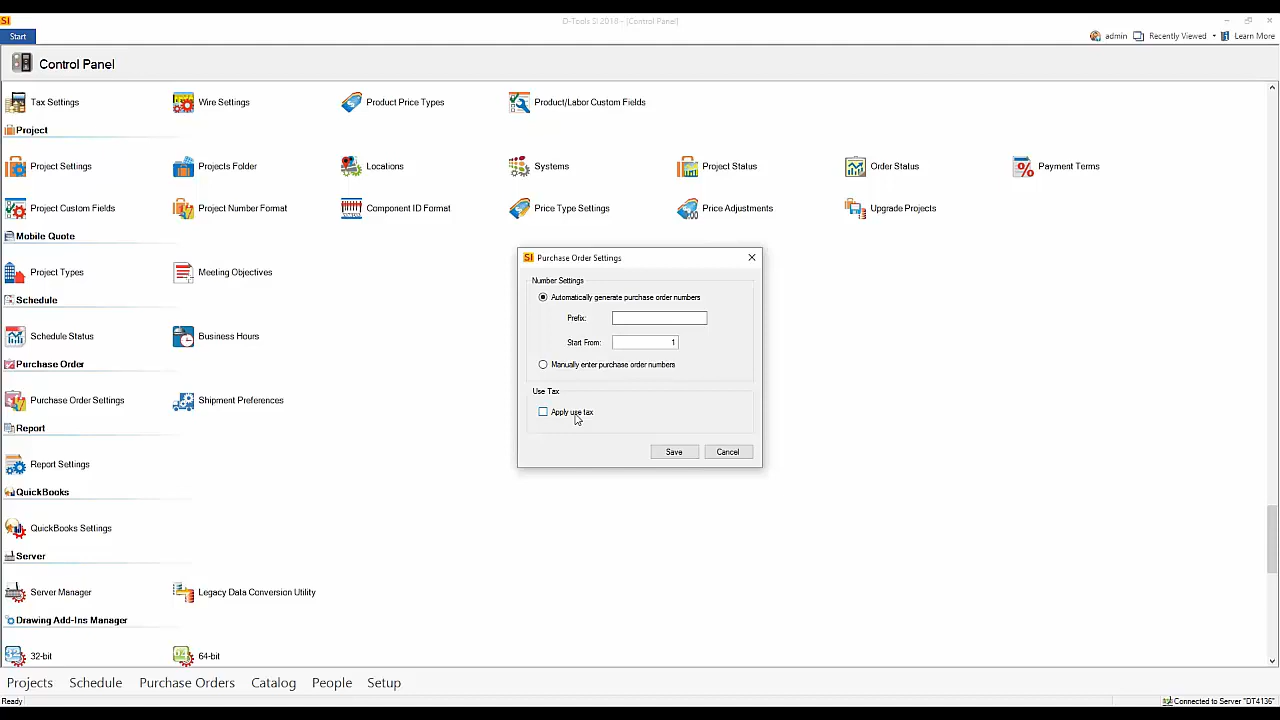 SI
D-Tools SI 2016 - [Control Panel]
Start
admin
Recently Viewed
Learn More
Control Panel
Tax Settings
Wire Settings
Product Price Types
Product/Labor Custom Fields
Project
Project Settings
Projects Folder
Locations
Systems
Project Status
Order Status
Payment Terms
Project Custom Fields
Project Number Format
Component ID Format
Price Type Settings
Price Adjustments
Upgrade Projects
Mobile Quote
Project Types
Meeting Objectives
Schedule
Schedule Status
Business Hours
Purchase Order
Purchase Order Settings
Shipment Preferences
Report
Report Settings
QuickBooks
QuickBooks Settings
Server
Server Manager
Legacy Data Conversion Utility
Drawing Add-Ins Manager
32-bit
64-bit
SI Purchase Order Settings
Number Settings
Automatically generate purchase order numbers
Prefix:
Start From: 1
Manually enter purchase order numbers
Use Tax
Apply use tax
Save
Cancel
Projects
Schedule
Purchase Orders
Catalog
People
Setup
Ready
Connected to Server "DT4136"